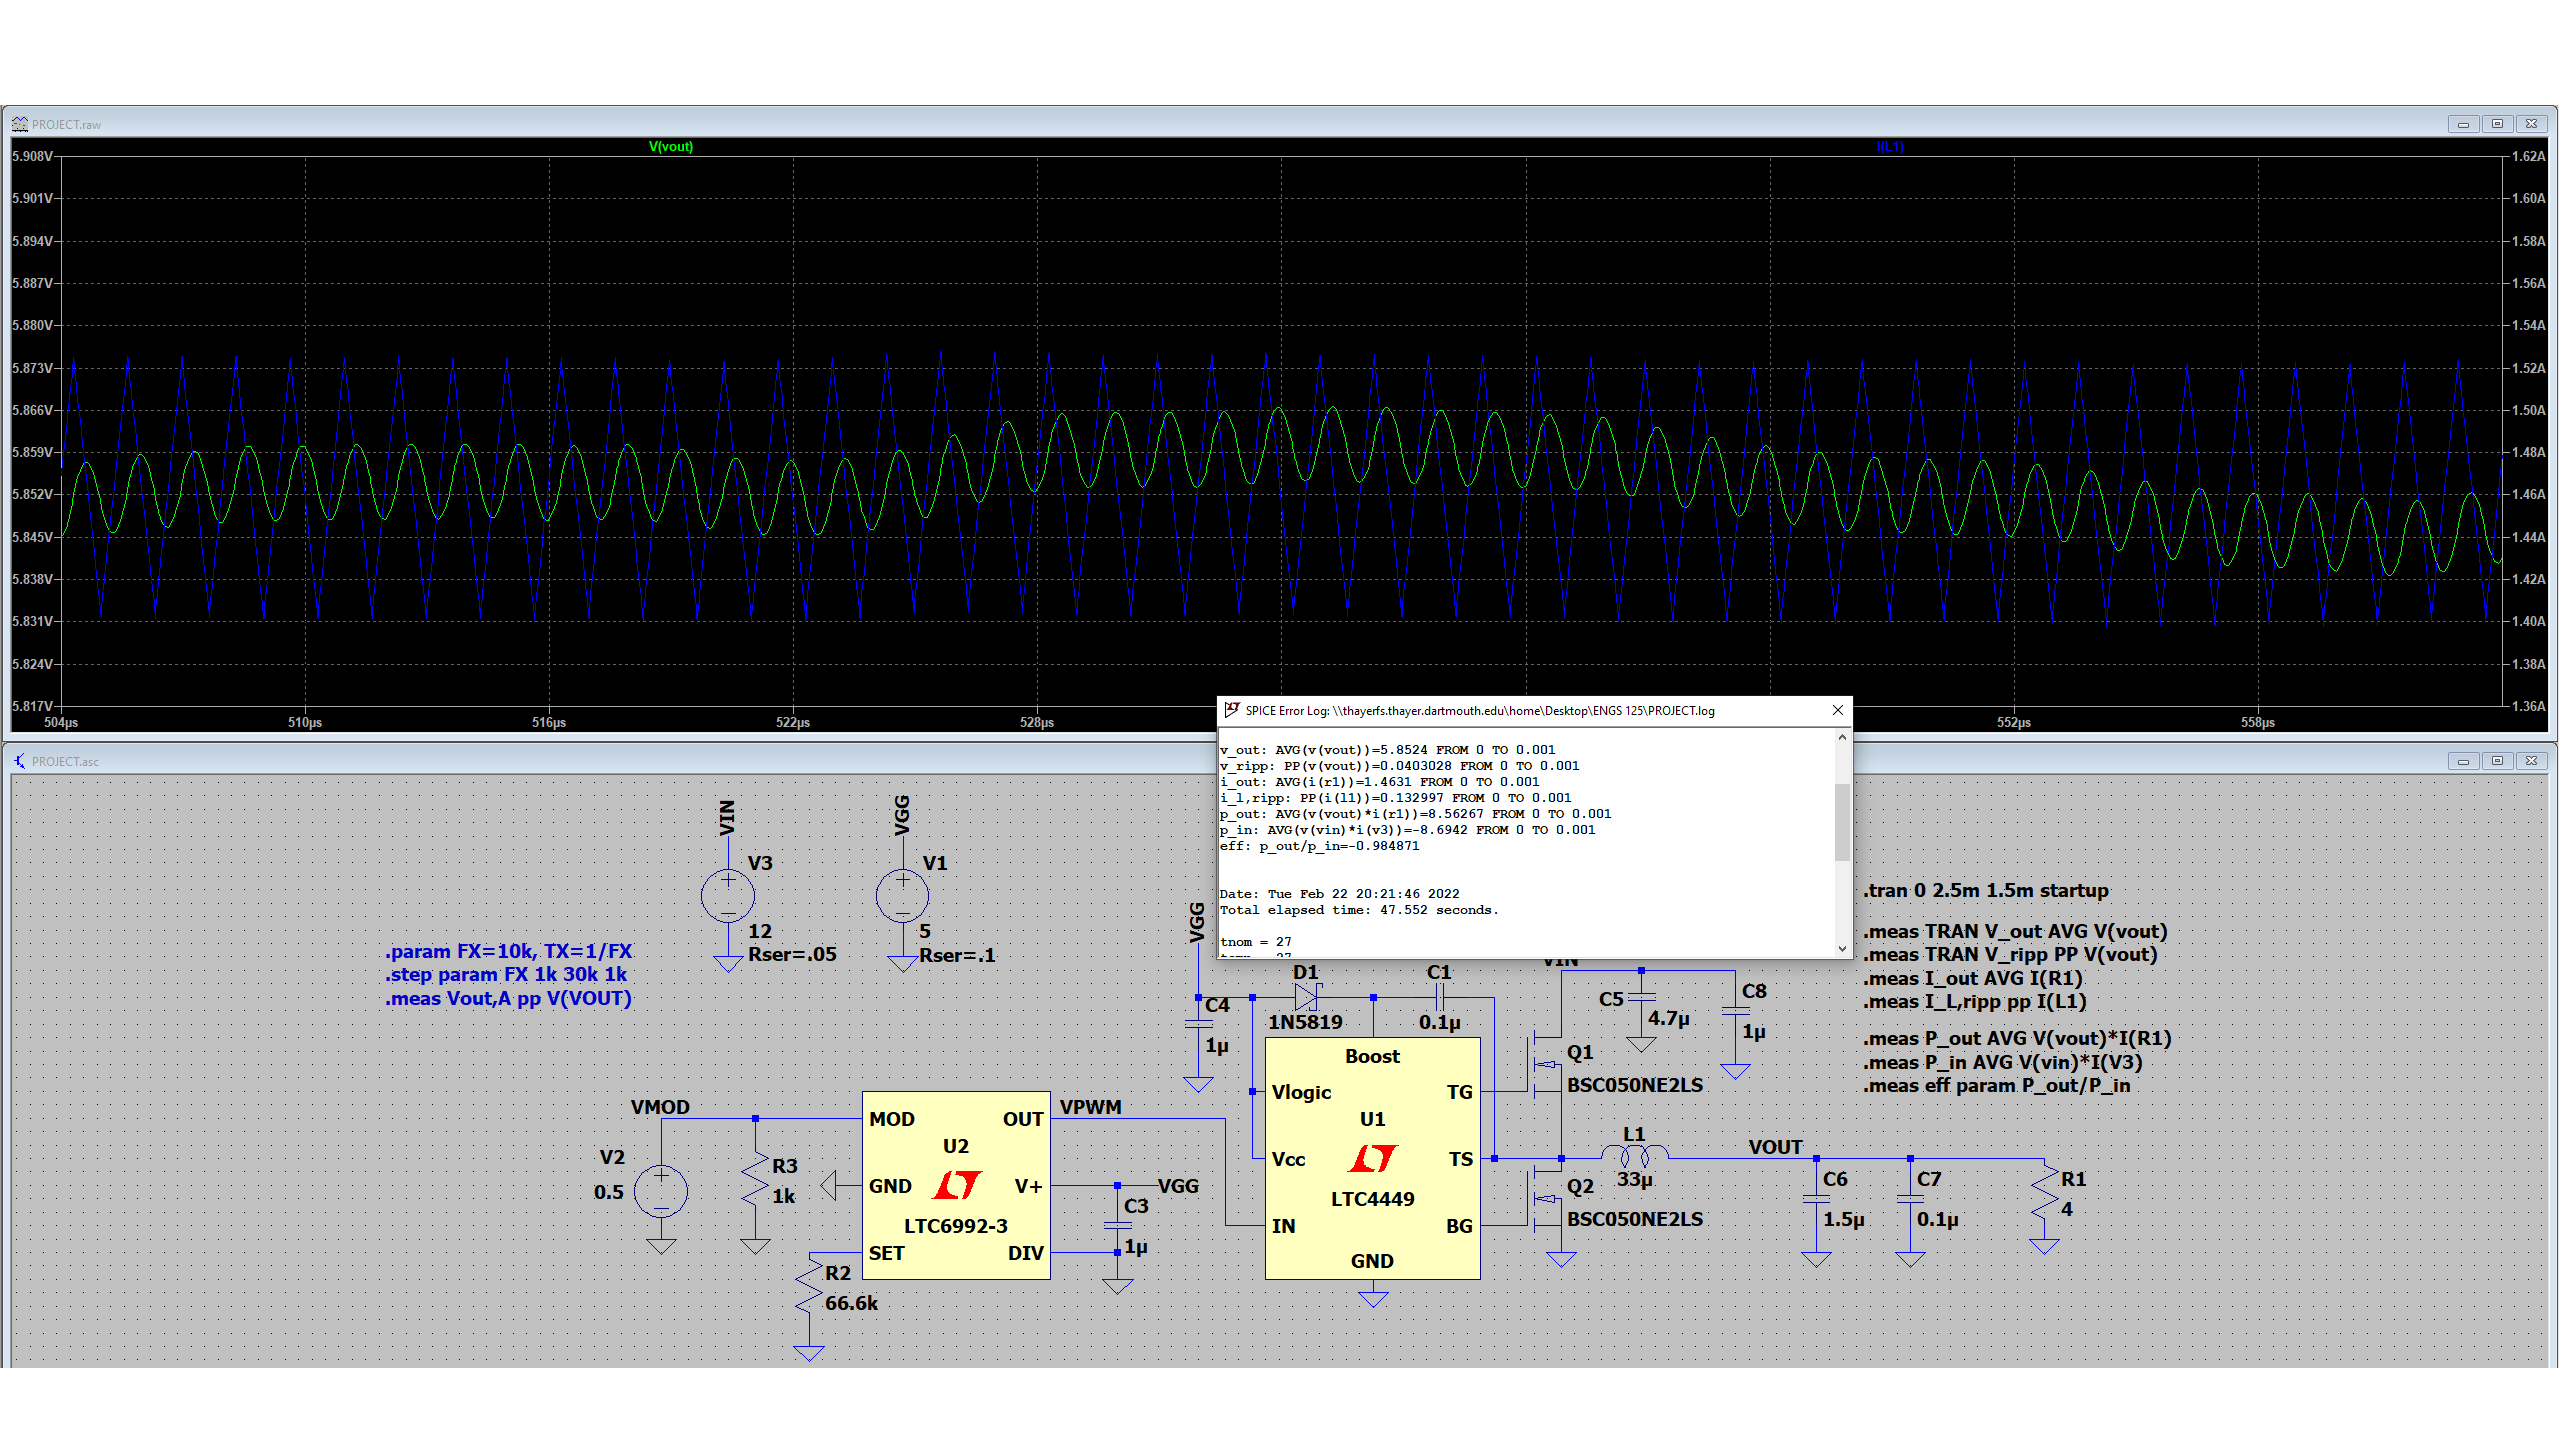 PROJECT.raw
V(vout)
I(L1)
5.908V
5.901V
5.894V
5.887V
5.880V
5.873V
5.866V
5.859V
5.852V
5.845V
5.838V
5.831V
5.824V
5.817V
1.62A
1.60A
1.58A
1.56A
1.54A
1.52A
1.50A
1.48A
1.46A
1.44A
1.42A
1.40A
1.38A
1.36A
504µs
510µs
516µs
522µs
528µs
552µs
558µs
SPICE Error Log: \\thayerfs.thayer.dartmouth.edu\home\Desktop\ENGS 125\PROJECT.log
v_out: AVG(v(vout))=5.8524 FROM 0 TO 0.001
v_ripp: PP(v(vout))=0.0403028 FROM 0 TO 0.001
i_out: AVG(i(r1))=1.4631 FROM 0 TO 0.001
i_l,ripp: PP(i(l1))=0.132997 FROM 0 TO 0.001
p_out: AVG(v(vout)*i(r1))=8.56267 FROM 0 TO 0.001
p_in: AVG(v(vin)*i(v3))=-8.6942 FROM 0 TO 0.001
eff: p_out/p_in=-0.984871
Date: Tue Feb 22 20:21:46 2022
Total elapsed time: 47.552 seconds.
tnom = 27
PROJECT.asc
VIN
V3
12
Rser=.05
VGG
V1
5
Rser=.1
.param FX=10k, TX=1/FX
.step param FX 1k 30k 1k
.meas Vout,A pp V(VOUT)
.tran 0 2.5m 1.5m startup
.meas TRAN V_out AVG V(vout)
.meas TRAN V_ripp PP V(vout)
.meas I_out AVG I(R1)
.meas I_L,ripp pp I(L1)
.meas P_out AVG V(vout)*I(R1)
.meas P_in AVG V(vin)*I(V3)
.meas eff param P_out/P_in
VGG
C4
1µ
D1
1N5819
C1
0.1µ
VIN
C5
4.7µ
C8
1µ
Q1
BSC050NE2LS
Q2
BSC050NE2LS
Boost
Vlogic
TG
U1
Vcc
TS
LTC4449
IN
BG
GND
L1
33µ
VOUT
C6
1.5µ
C7
0.1µ
R1
4
VMOD
V2
0.5
R3
1k
MOD
OUT
U2
GND
V+
LTC6992-3
SET
DIV
VPWM
VGG
C3
1µ
R2
66.6k